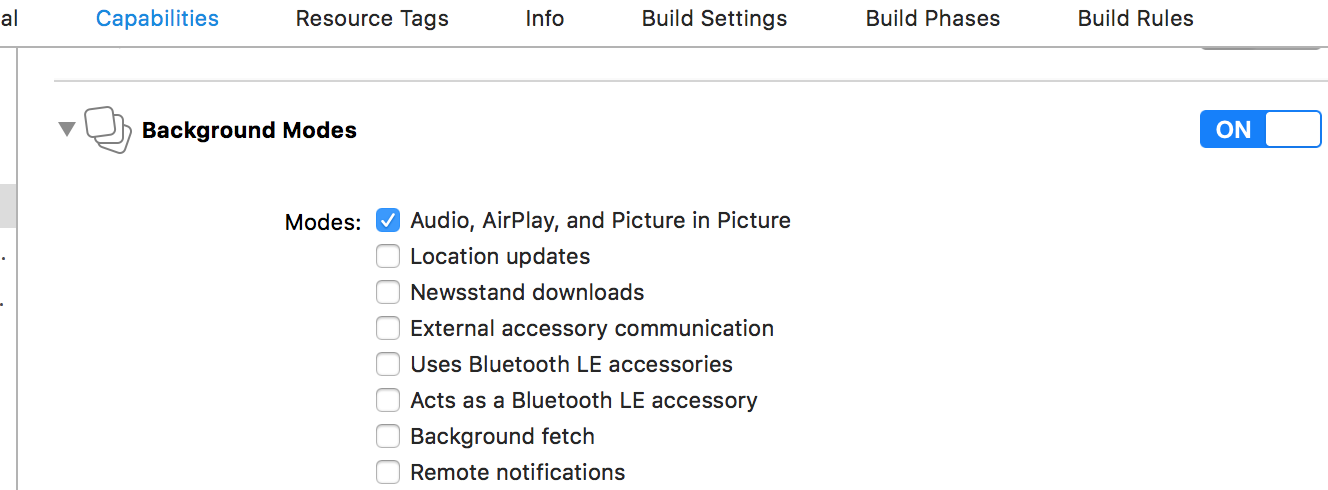 al Capabilities Resource Tags Info Build Settings Build Phases Build Rules
Background Modes ON
Modes: Audio, AirPlay, and Picture in Picture
Location updates
Newsstand downloads
External accessory communication
Uses Bluetooth LE accessories
Acts as a Bluetooth LE accessory
Background fetch
Remote notifications